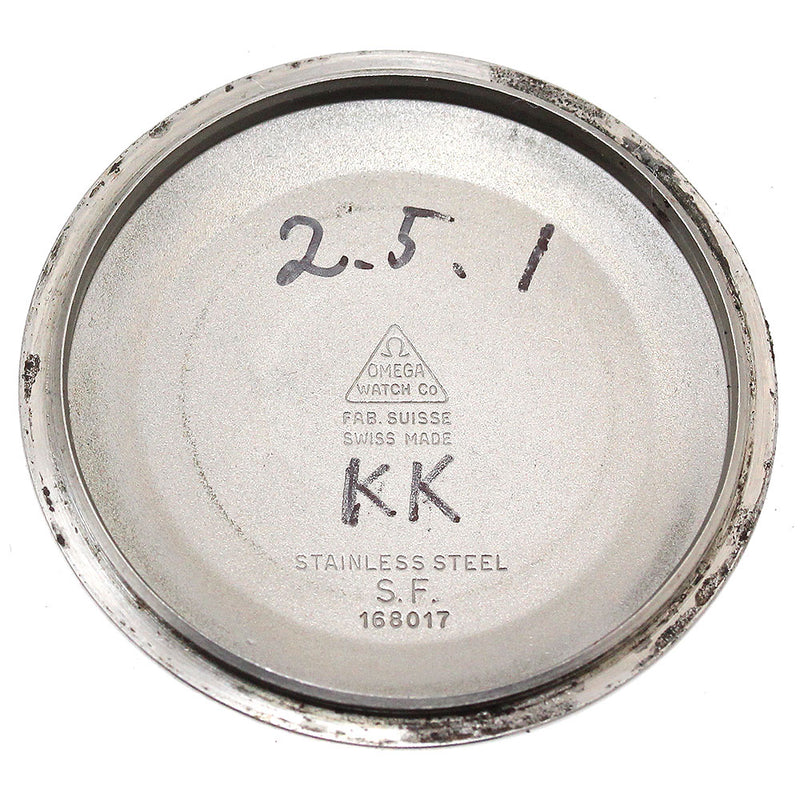 2.5.1
Ω
OMEGA
WATCH Co
FAB. SUISSE
SWISS MADE
KK
STAINLESS STEEL
S.F.
168017